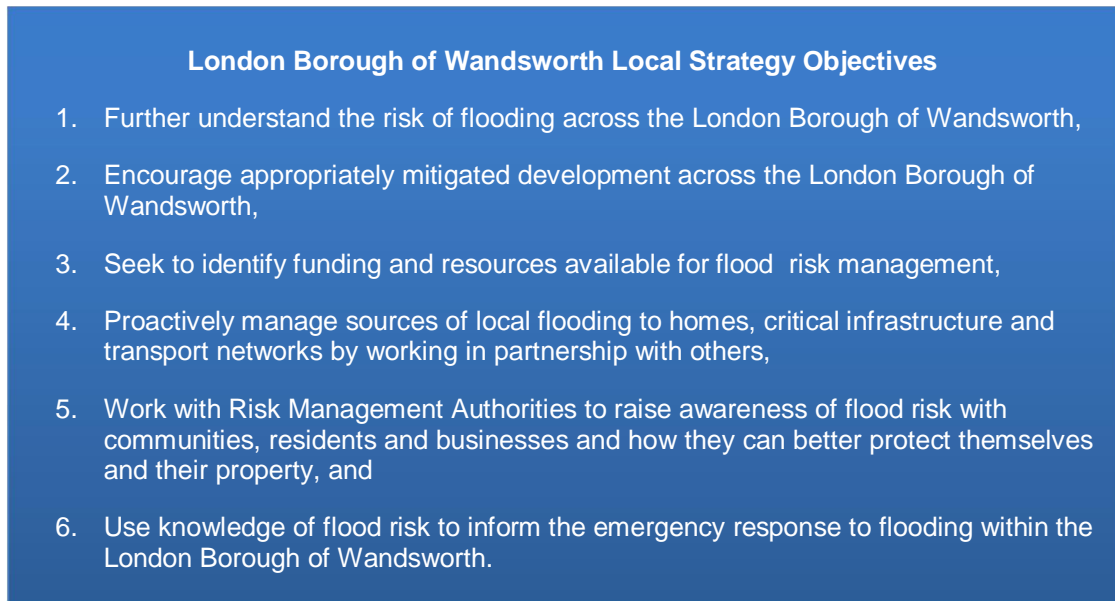 London Borough of Wandsworth Local Strategy Objectives
1. Further understand the risk of flooding across the London Borough of Wandsworth,
2. Encourage appropriately mitigated development across the London Borough of
Wandsworth,
3. Seek to identify funding and resources available for flood risk management,
4. Proactively manage sources of local flooding to homes, critical infrastructure and
transport networks by working in partnership with others,
5. Work with Risk Management Authorities to raise awareness of flood risk with
communities, residents and businesses and how they can better protect themselves
and their property, and
6. Use knowledge of flood risk to inform the emergency response to flooding within the
London Borough of Wandsworth.